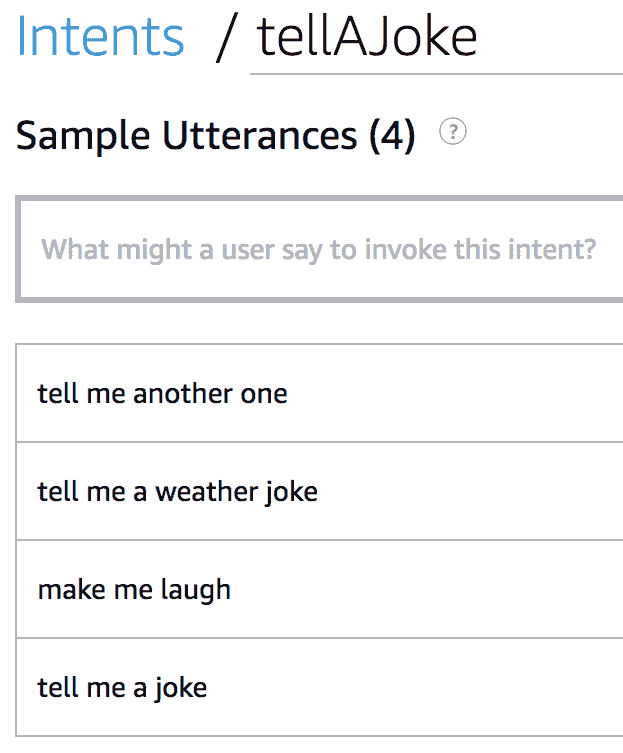 Intents / tellAJoke
Sample Utterances (4) ?
What might a user say to invoke this intent?
tell me another one
tell me a weather joke
make me laugh
tell me a joke